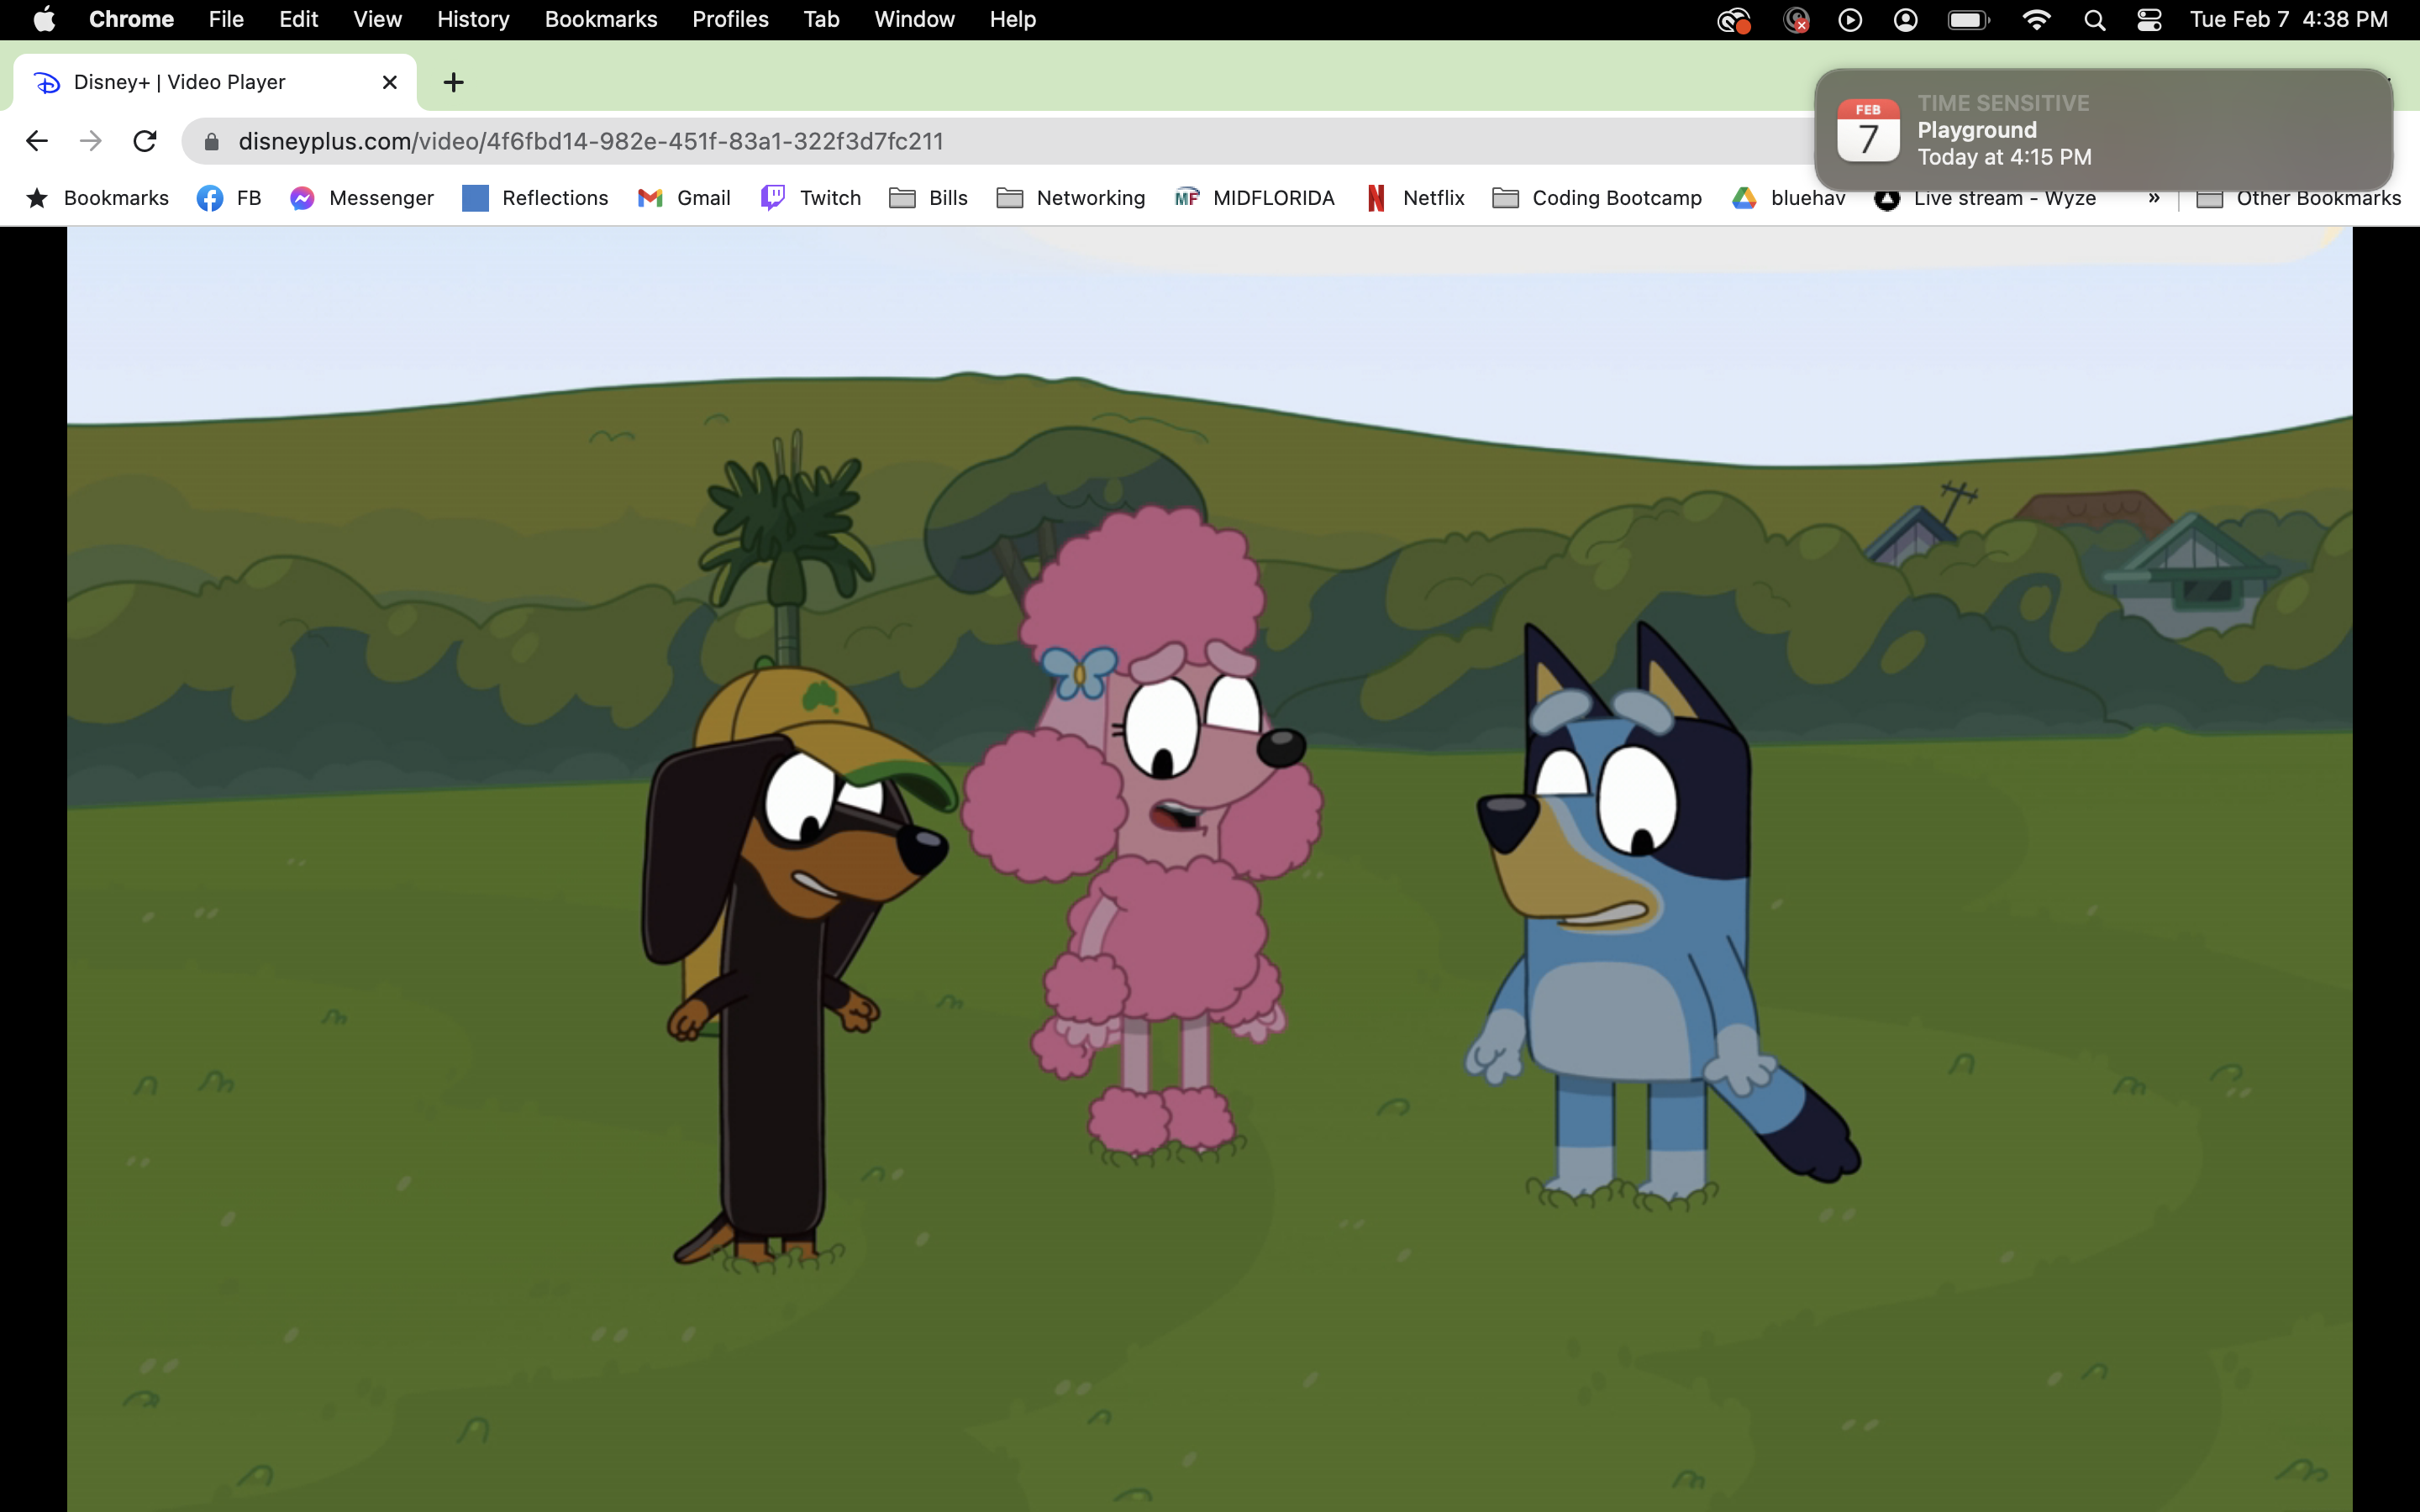 Chrome File Edit View History Bookmarks Profiles Tab Window Help Tue Feb 7 4:38 PM
Disney+ | Video Player
disneyplus.com/video/4f6fbd14-982e-451f-83a1-322f3d7fc211
FEB
7
TIME SENSITIVE
Playground
Today at 4:15 PM
Bookmarks FB Messenger Reflections Gmail Twitch Bills Networking MF MIDFLORIDA Netflix Coding Bootcamp bluehav Live stream - Wyze » Other Bookmarks